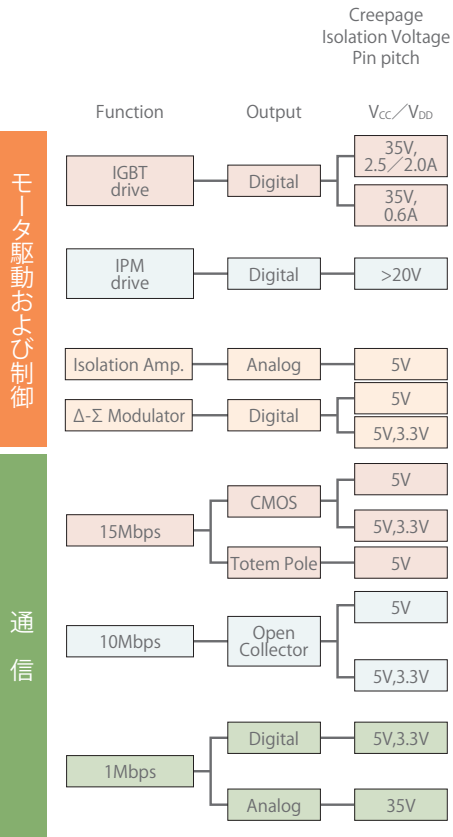 Creepage
Isolation Voltage
Pin pitch
Function
Output
VCC／VDD
モータ駆動および制御
IGBT
drive
Digital
35V,
2.5／2.0A
35V,
0.6A
IPM
drive
Digital
>20V
Isolation Amp.
Analog
5V
Δ-Σ Modulator
Digital
5V
5V,3.3V
通信
15Mbps
CMOS
5V
5V,3.3V
Totem Pole
5V
10Mbps
Open
Collector
5V
5V,3.3V
1Mbps
Digital
5V,3.3V
Analog
35V